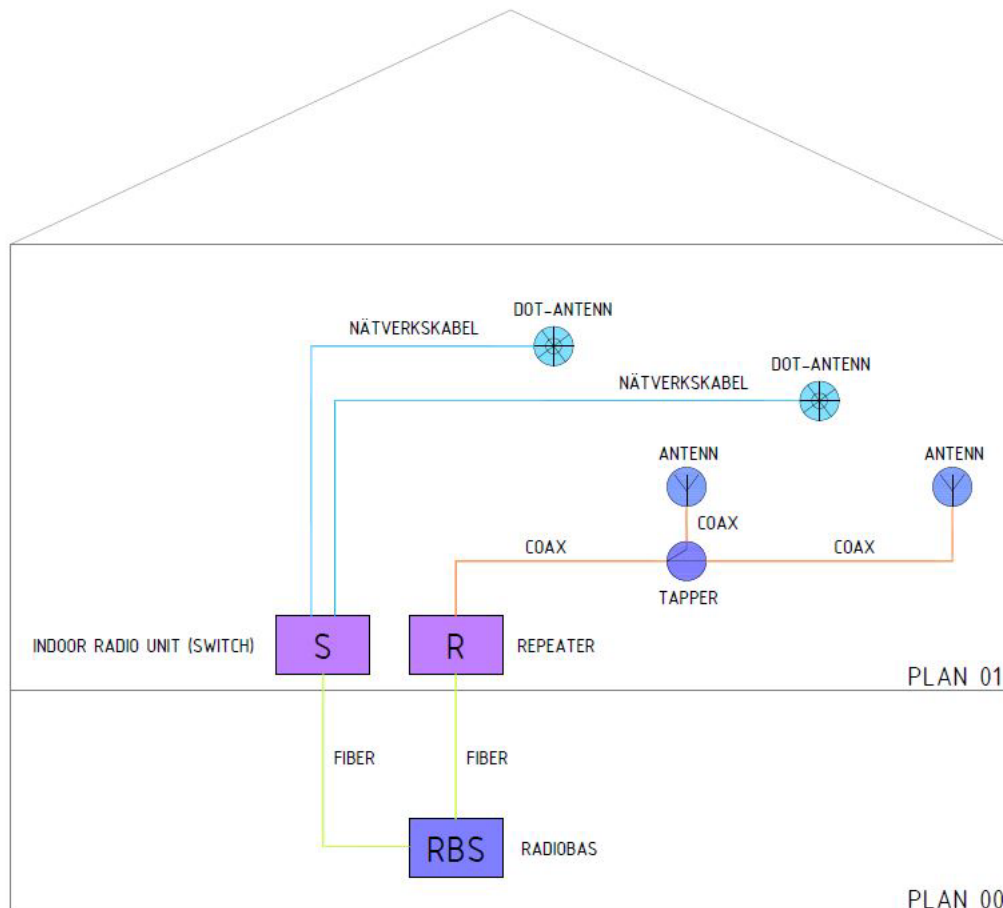 DOT-ANTENN
NÄTVERKSKABEL
DOT-ANTENN
NÄTVERKSKABEL
ANTENN
ANTENN
COAX
COAX
COAX
TAPPER
INDOOR RADIO UNIT (SWITCH)
S
R
REPEATER
PLAN 01
FIBER
FIBER
RBS
RADIOBAS
PLAN 00